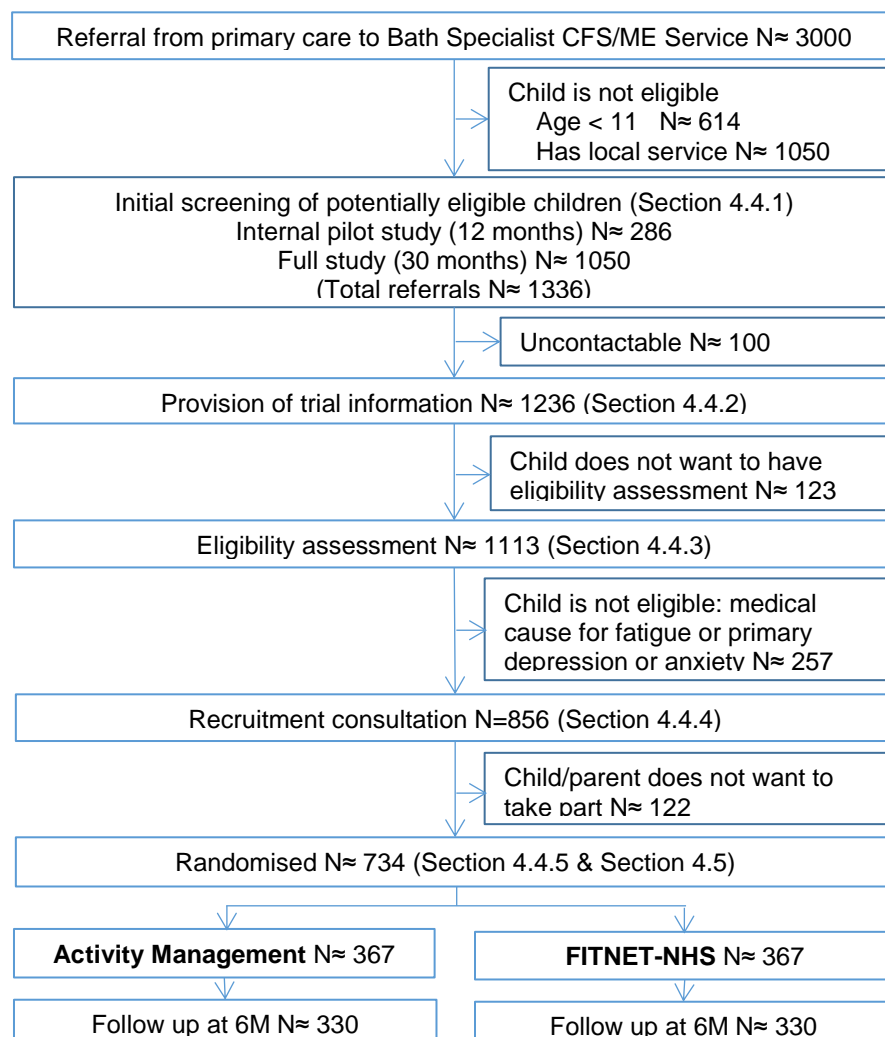 Referral from primary care to Bath Specialist CFS/ME Service N≈ 3000
Child is not eligible
Age < 11 N≈ 614
Has local service N≈ 1050
Initial screening of potentially eligible children (Section 4.4.1)
Internal pilot study (12 months) N≈ 286
Full study (30 months) N≈ 1050
(Total referrals N≈ 1336)
Uncontactable N≈ 100
Provision of trial information N≈ 1236 (Section 4.4.2)
Child does not want to have
eligibility assessment N≈ 123
Eligibility assessment N≈ 1113 (Section 4.4.3)
Child is not eligible: medical
cause for fatigue or primary
depression or anxiety N≈ 257
Recruitment consultation N=856 (Section 4.4.4)
Child/parent does not want to
take part N≈ 122
Randomised N≈ 734 (Section 4.4.5 & Section 4.5)
Activity Management N≈ 367
FITNET-NHS N≈ 367
Follow up at 6M N≈ 330
Follow up at 6M N≈ 330